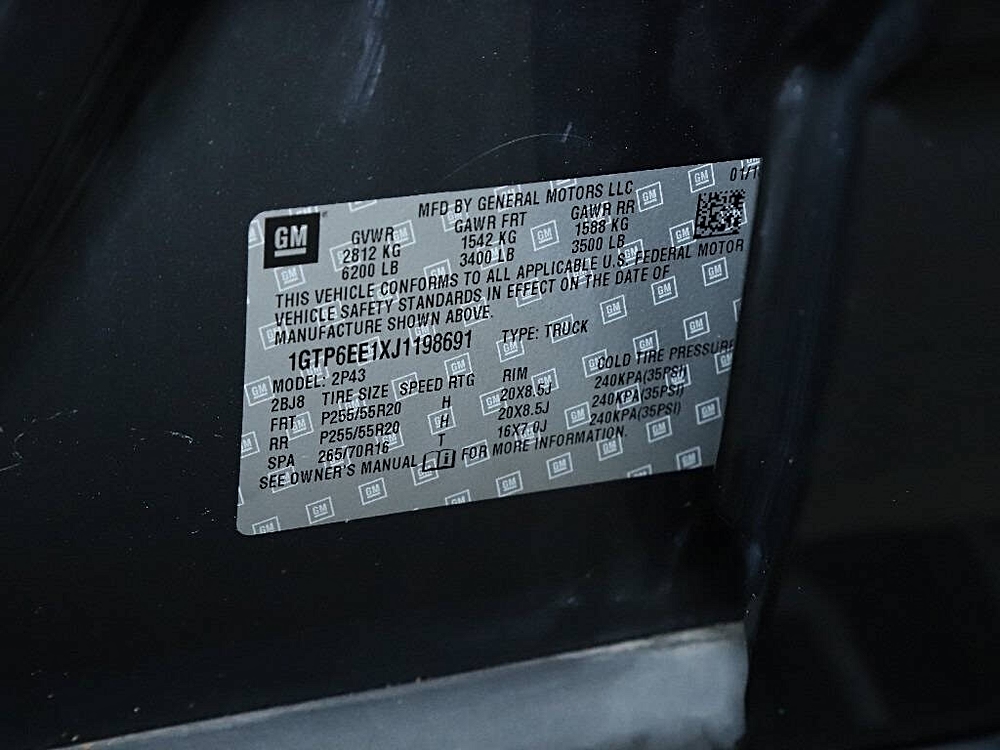 01/1
MFD BY GENERAL MOTORS LLC
GM
GVWR GAWR FRT GAWR RR
2812 KG 1542 KG 1588 KG
6200 LB 3400 LB 3500 LB
THIS VEHICLE CONFORMS TO ALL APPLICABLE U.S. FEDERAL MOTOR
VEHICLE SAFETY STANDARDS IN EFFECT ON THE DATE OF
MANUFACTURE SHOWN ABOVE.
1GTP6EE1XJ1198691 TYPE: TRUCK
MODEL: 2P43
2BJ8 TIRE SIZE SPEED RTG RIM COLD TIRE PRESSURE
FRT P255/55R20 H 20X8.5J 240KPA(35PSI)
RR P255/55R20 H 20X8.5J 240KPA(35PSI)
SPA 265/70R16 T 16X7.0J 240KPA(35PSI)
SEE OWNER'S MANUAL FOR MORE INFORMATION.